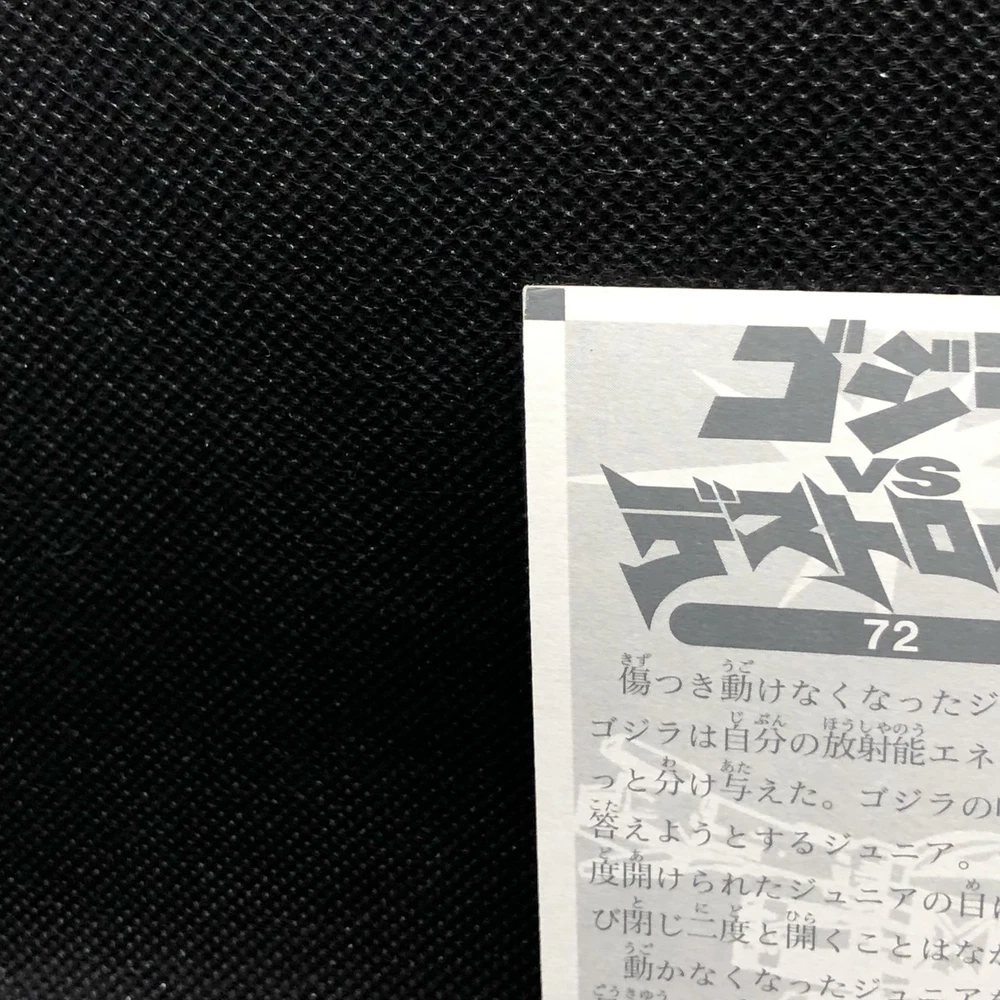 ゴジ
VS
デストロ
72
傷つき動けなくなったジ
ゴジラは自分の放射能エネ
っと分け与えた。ゴジラの
答えようとするジュニア。
度開けられたジュニアの目
び閉じ二度と開くことはな
動かなくなったジュニア